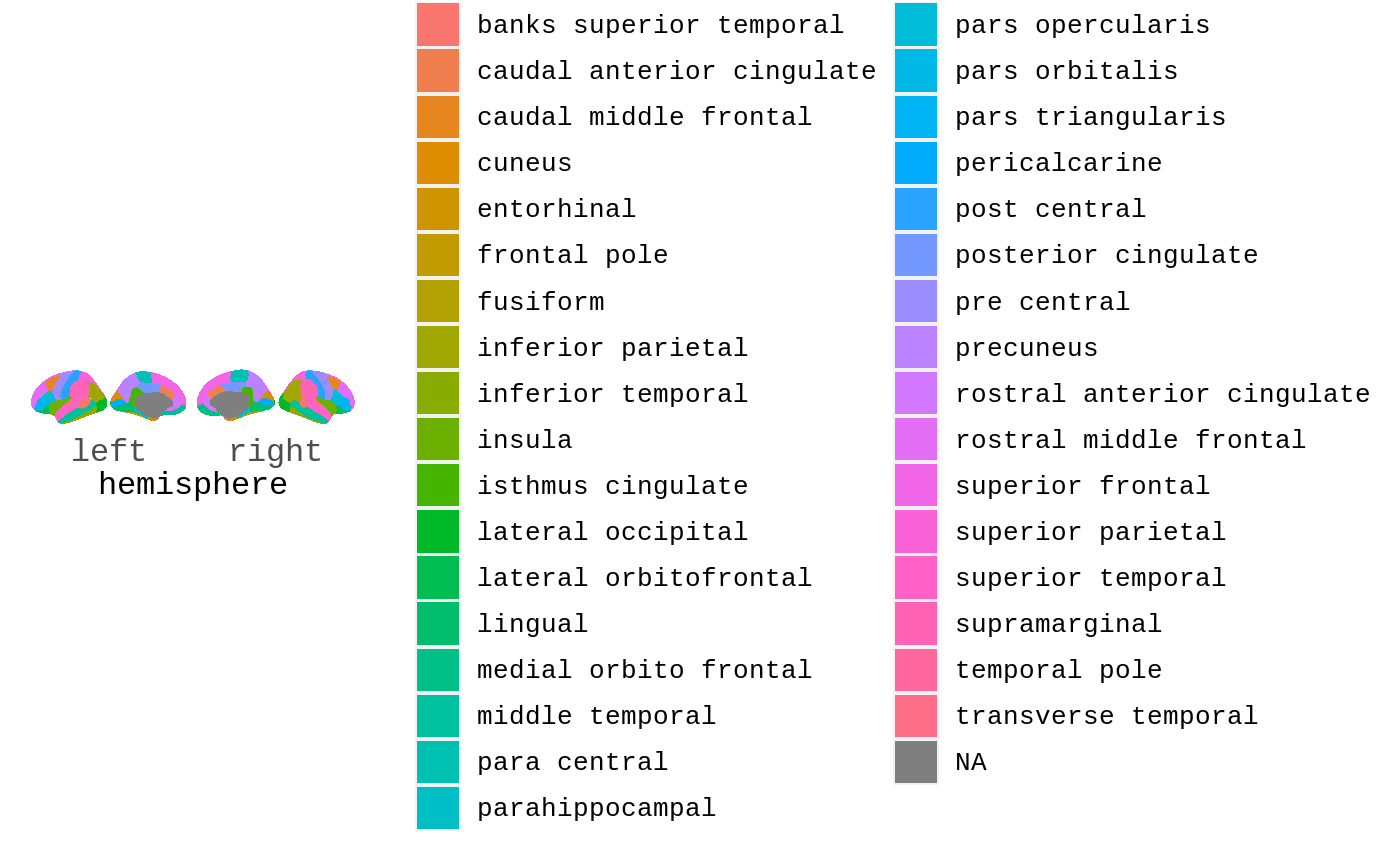 left right
hemisphere
banks superior temporal
caudal anterior cingulate
caudal middle frontal
cuneus
entorhinal
frontal pole
fusiform
inferior parietal
inferior temporal
insula
isthmus cingulate
lateral occipital
lateral orbitofrontal
lingual
medial orbito frontal
middle temporal
para central
parahippocampal
pars opercularis
pars orbitalis
pars triangularis
pericalcarine
post central
posterior cingulate
pre central
precuneus
rostral anterior cingulate
rostral middle frontal
superior frontal
superior parietal
superior temporal
supramarginal
temporal pole
transverse temporal
NA